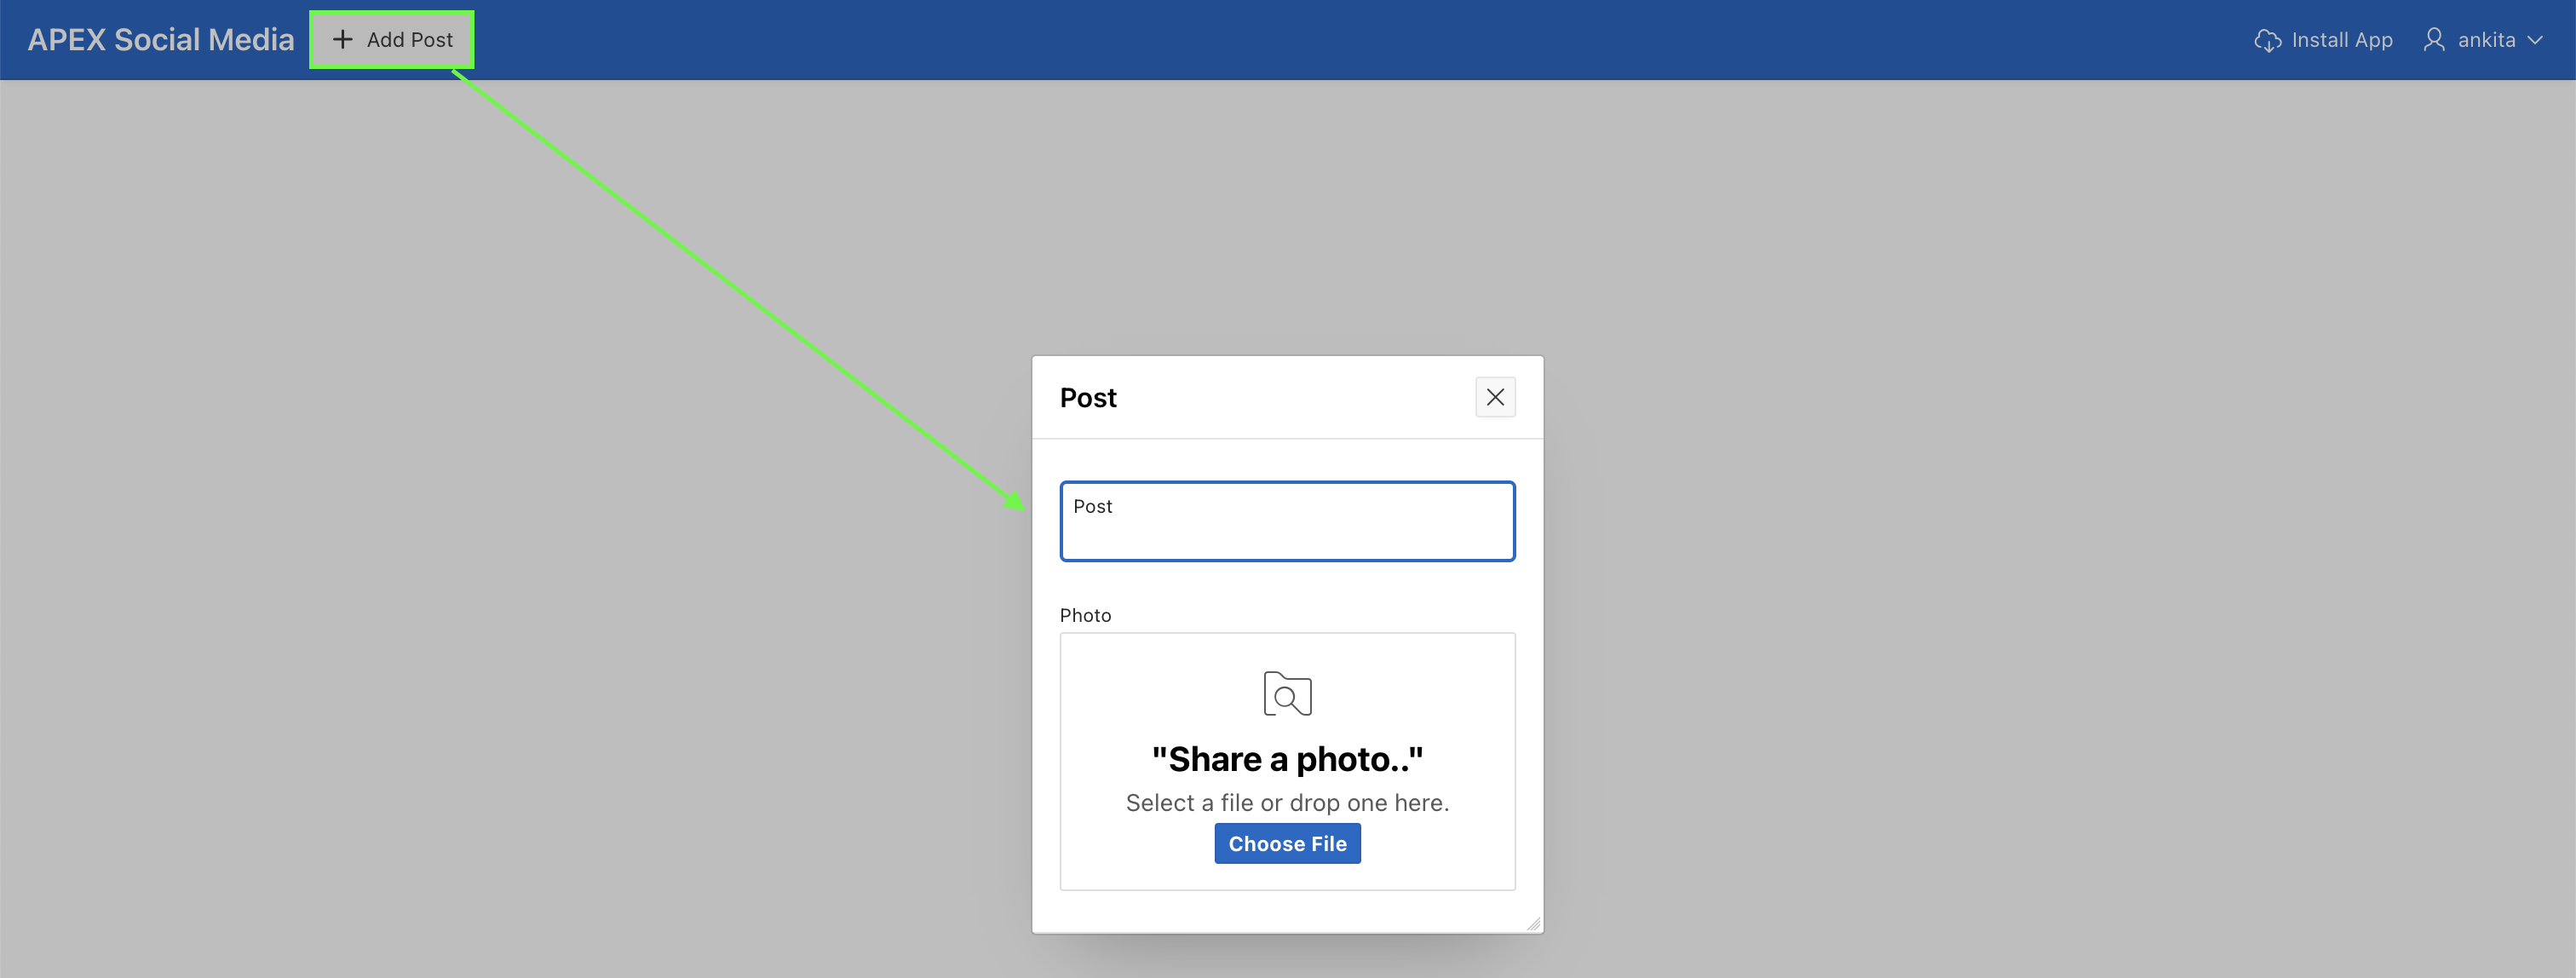 APEX Social Media
Add Post
Install App
ankita
Post
Post
Photo
"Share a photo.."
Select a file or drop one here.
Choose File